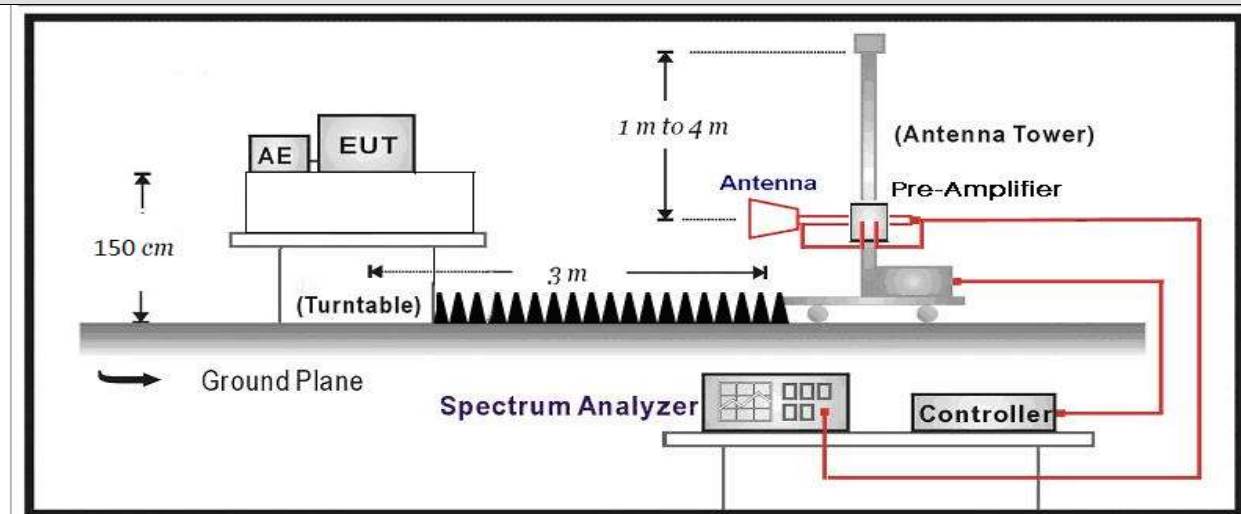 1 m to 4 m
(Antenna Tower)
AE
EUT
Antenna
Pre-Amplifier
150 cm
3 m
(Turntable)
Ground Plane
Spectrum Analyzer
Controller